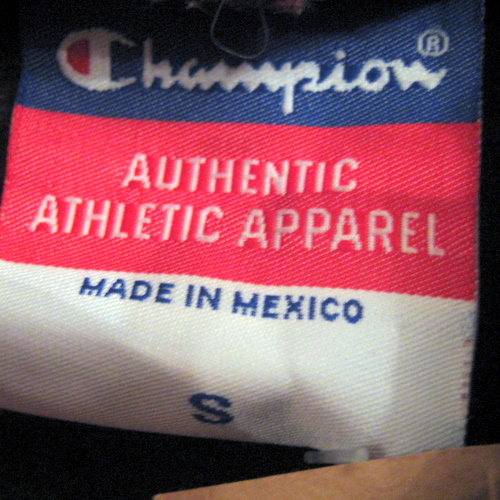 Champion®
AUTHENTIC
ATHLETIC APPAREL
MADE IN MEXICO
S